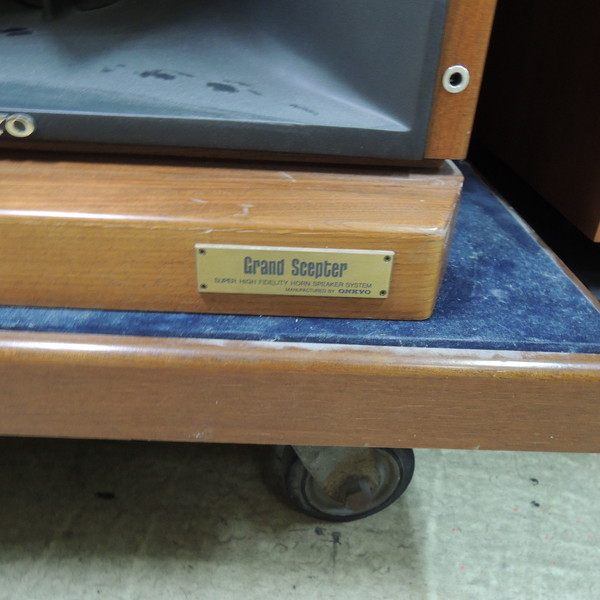 Grand Scepter
SUPER HIGH FIDELITY HORN SPEAKER SYSTEM
MANUFACTURED BY ONKYO